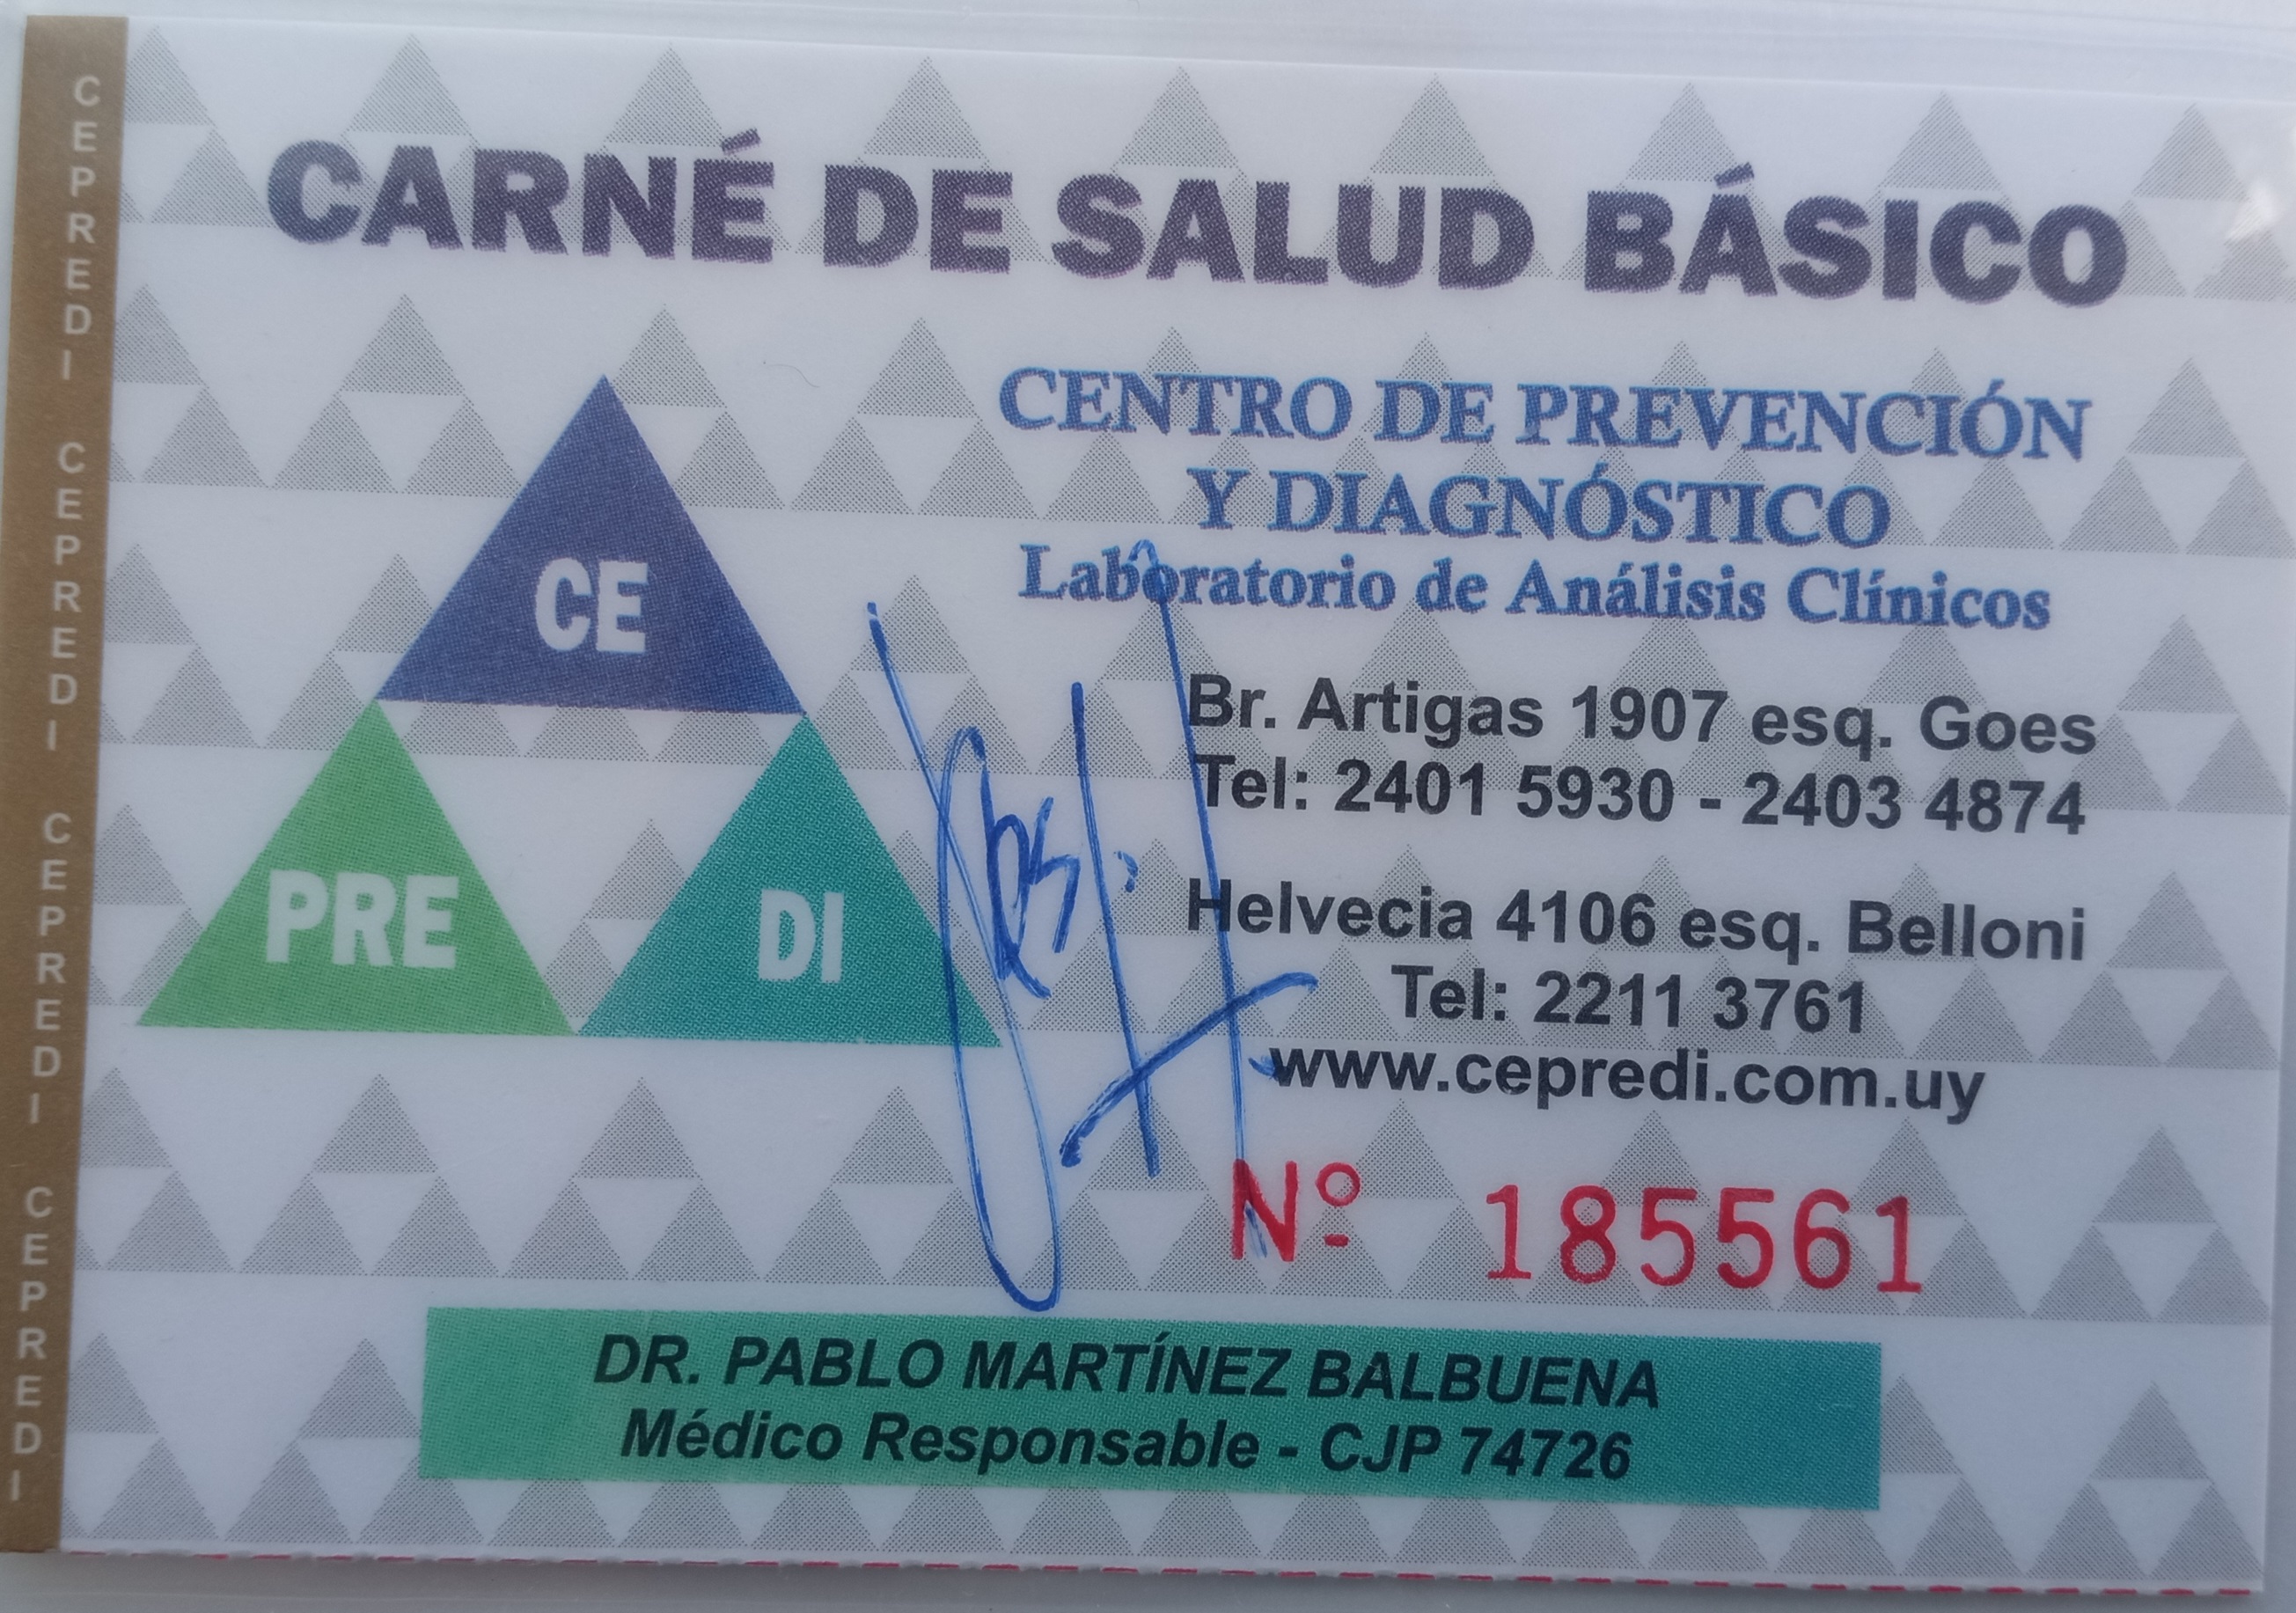 CEPREDI CEPREDI CEPREDI CEPREDI
CARNÉ DE SALUD BÁSICO
CE
PRE
DI
CENTRO DE PREVENCIÓN
Y DIAGNÓSTICO
Laboratorio de Análisis Clínicos
Br. Artigas 1907 esq. Goes
Tel: 2401 5930 - 2403 4874
Helvecia 4106 esq. Belloni
Tel: 2211 3761
www.cepredi.com.uy
Nº 185561
DR. PABLO MARTÍNEZ BALBUENA
Médico Responsable - CJP 74726